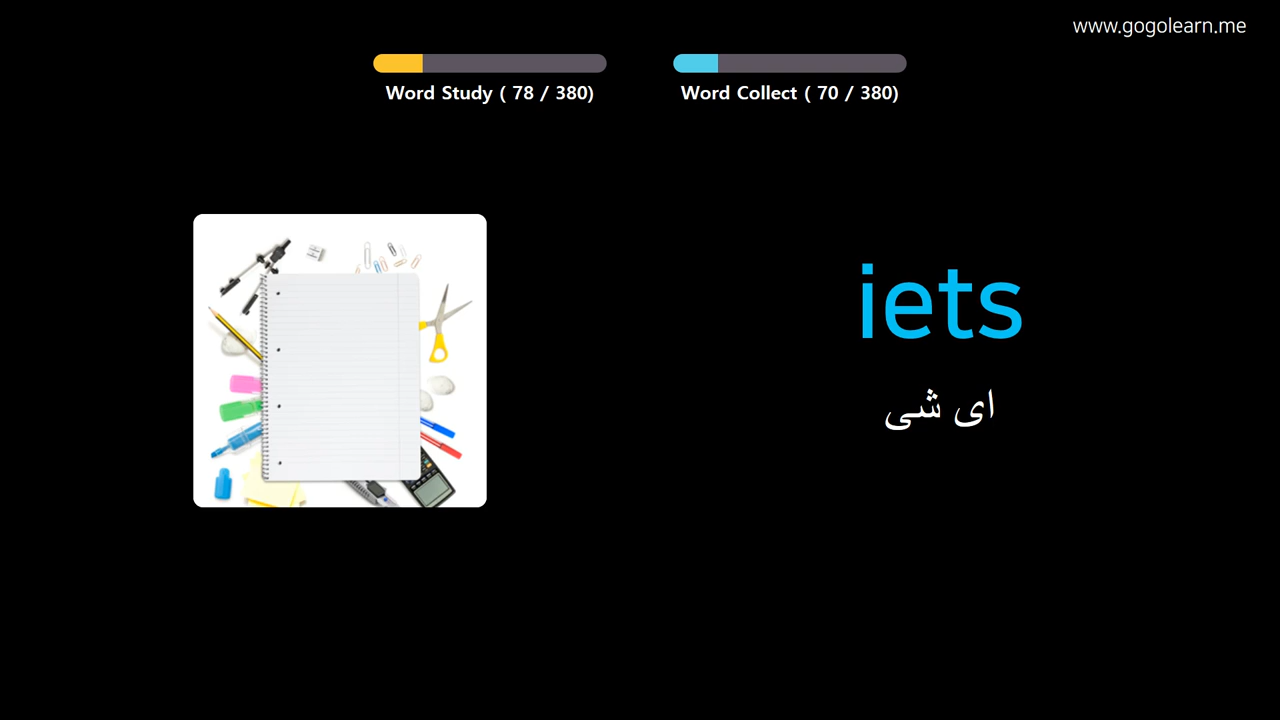 www.gogolearn.me
Word Study ( 78 / 380)
Word Collect ( 70 / 380)
iets
ای شی